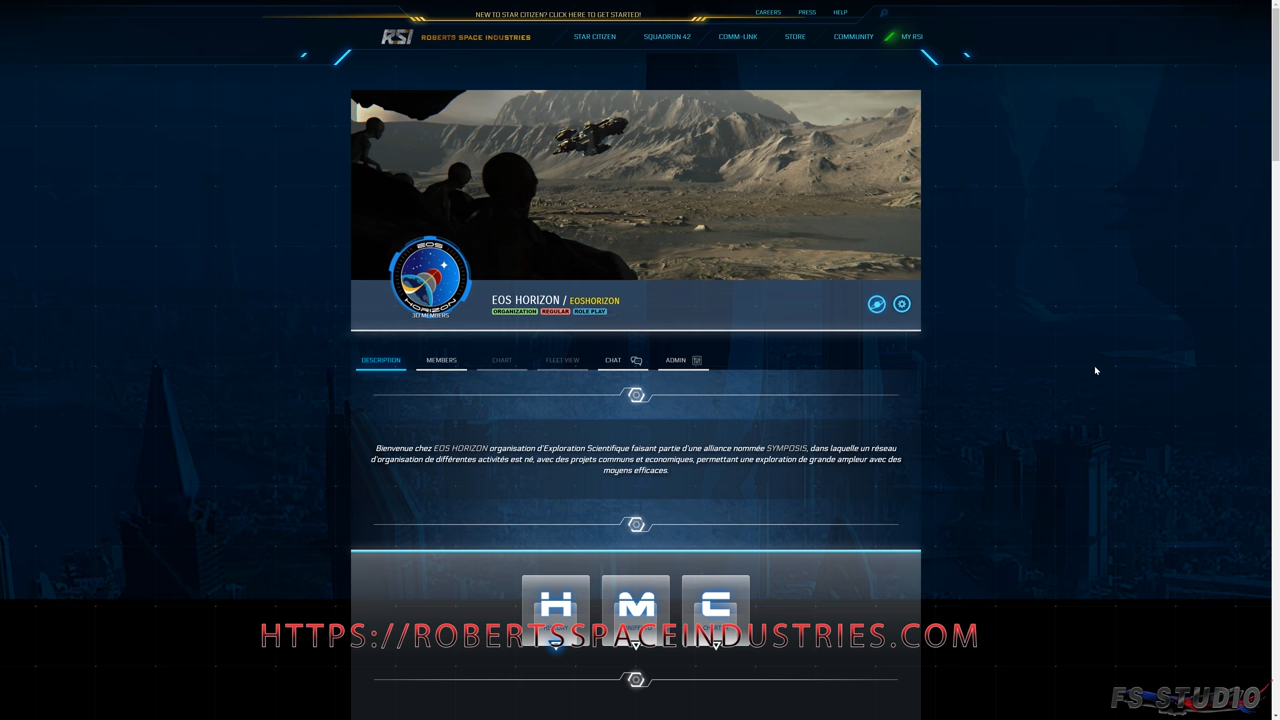 NEW TO STAR CITIZEN? CLICK HERE TO GET STARTED!
CAREERS PRESS HELP
RSI ROBERTS SPACE INDUSTRIES
STAR CITIZEN SQUADRON 42 COMM-LINK STORE COMMUNITY MY RSI
EOS
HORIZON
30 MEMBERS
EOS HORIZON / EOSHORIZON
ORGANIZATION REGULAR ROLE PLAY
DESCRIPTION MEMBERS CHART FLEET VIEW CHAT ADMIN
Bienvenue chez EOS HORIZON organisation d'Exploration Scientifique faisant partie d'une alliance nommée SYMPOSIS, dans laquelle un réseau
d'organisation de différentes activités est né, avec des projets communs et economiques, permettant une exploration de grande ampleur avec des
moyens efficaces.
H M C
HTTPS://ROBERTSSPACEINDUSTRIES.COM
FS STUDIO